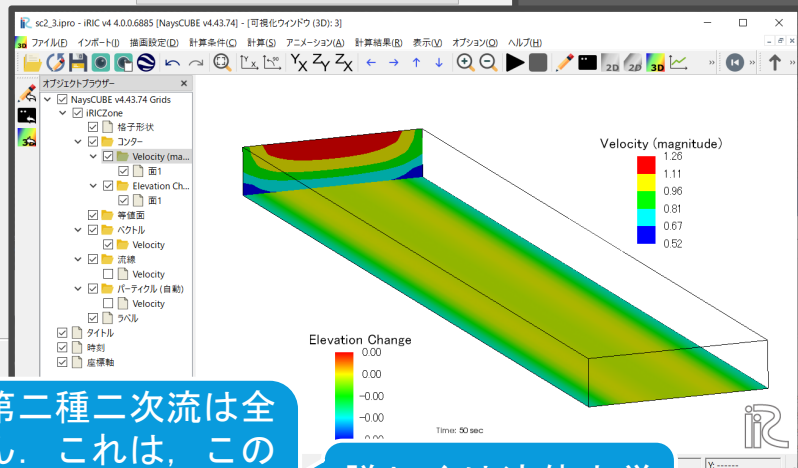 sc2_3.ipro - iRIC v4 4.0.0.6885 [NaysCUBE v4.43.74] - [可視化ウィンドウ (3D): 3]
ファイル(F) インポート(I) 描画設定(D) 計算条件(C) 計算(S) アニメーション(A) 計算結果(R) 表示(V) オプション(O) ヘルプ(H)
オブジェクトブラウザー
NaysCUBE v4.43.74 Grids
iRICZone
格子形状
コンター
Velocity (ma...
面1
Elevation Ch...
面1
等値面
ベクトル
Velocity
流線
Velocity
パーティクル (自動)
Velocity
ラベル
タイトル
時刻
座標軸
Velocity (magnitude)
1.26
1.11
0.96
0.81
0.67
0.52
Elevation Change
0.00
0.00
-0.00
-0.00
Time: 50 sec
iRiC
第二種二次流は全
ん．これは，この
Y: ------